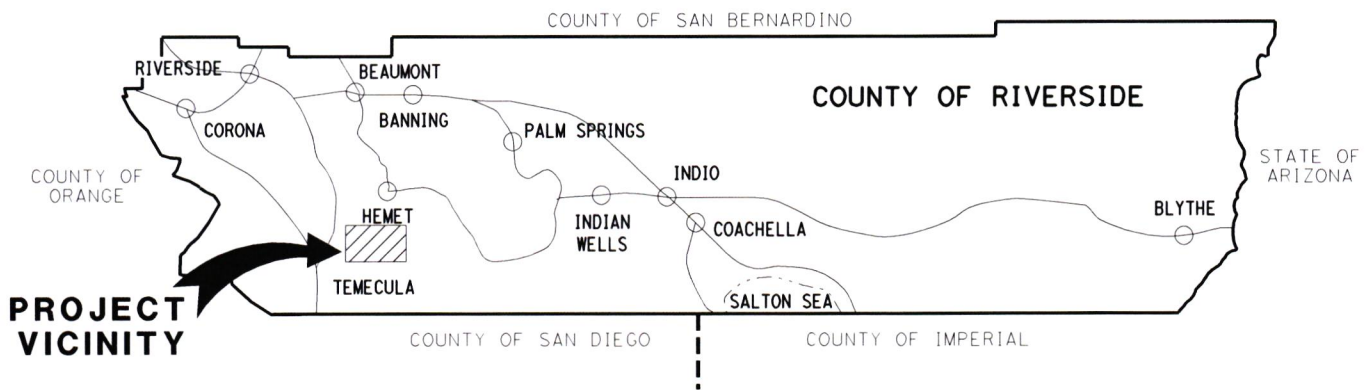 COUNTY OF SAN BERNARDINO
RIVERSIDE
BEAUMONT
COUNTY OF RIVERSIDE
CORONA
BANNING
PALM SPRINGS
COUNTY OF
ORANGE
STATE OF
ARIZONA
INDIO
HEMET
INDIAN
WELLS
COACHELLA
BLYTHE
TEMECULA
SALTON SEA
PROJECT
VICINITY
COUNTY OF SAN DIEGO
COUNTY OF IMPERIAL